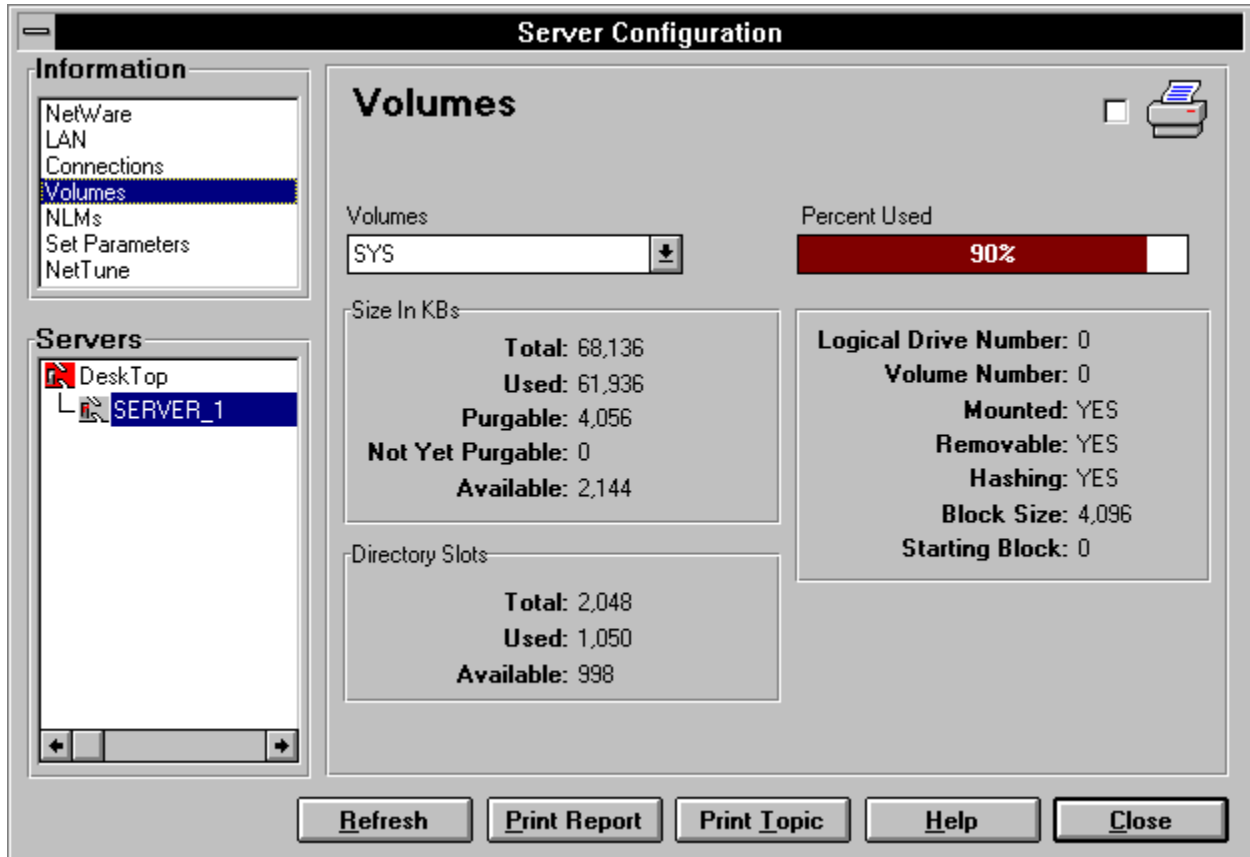 Server Configuration
Information
NetWare
LAN
Connections
Volumes
NLMs
Set Parameters
NetTune
Servers
DeskTop
SERVER_1
Volumes
Volumes
SYS
Percent Used
90%
Size In KBs
Total: 68,136
Used: 61,936
Purgable: 4,056
Not Yet Purgable: 0
Available: 2,144
Directory Slots
Total: 2,048
Used: 1,050
Available: 998
Logical Drive Number: 0
Volume Number: 0
Mounted: YES
Removable: YES
Hashing: YES
Block Size: 4,096
Starting Block: 0
Refresh
Print Report
Print Topic
Help
Close